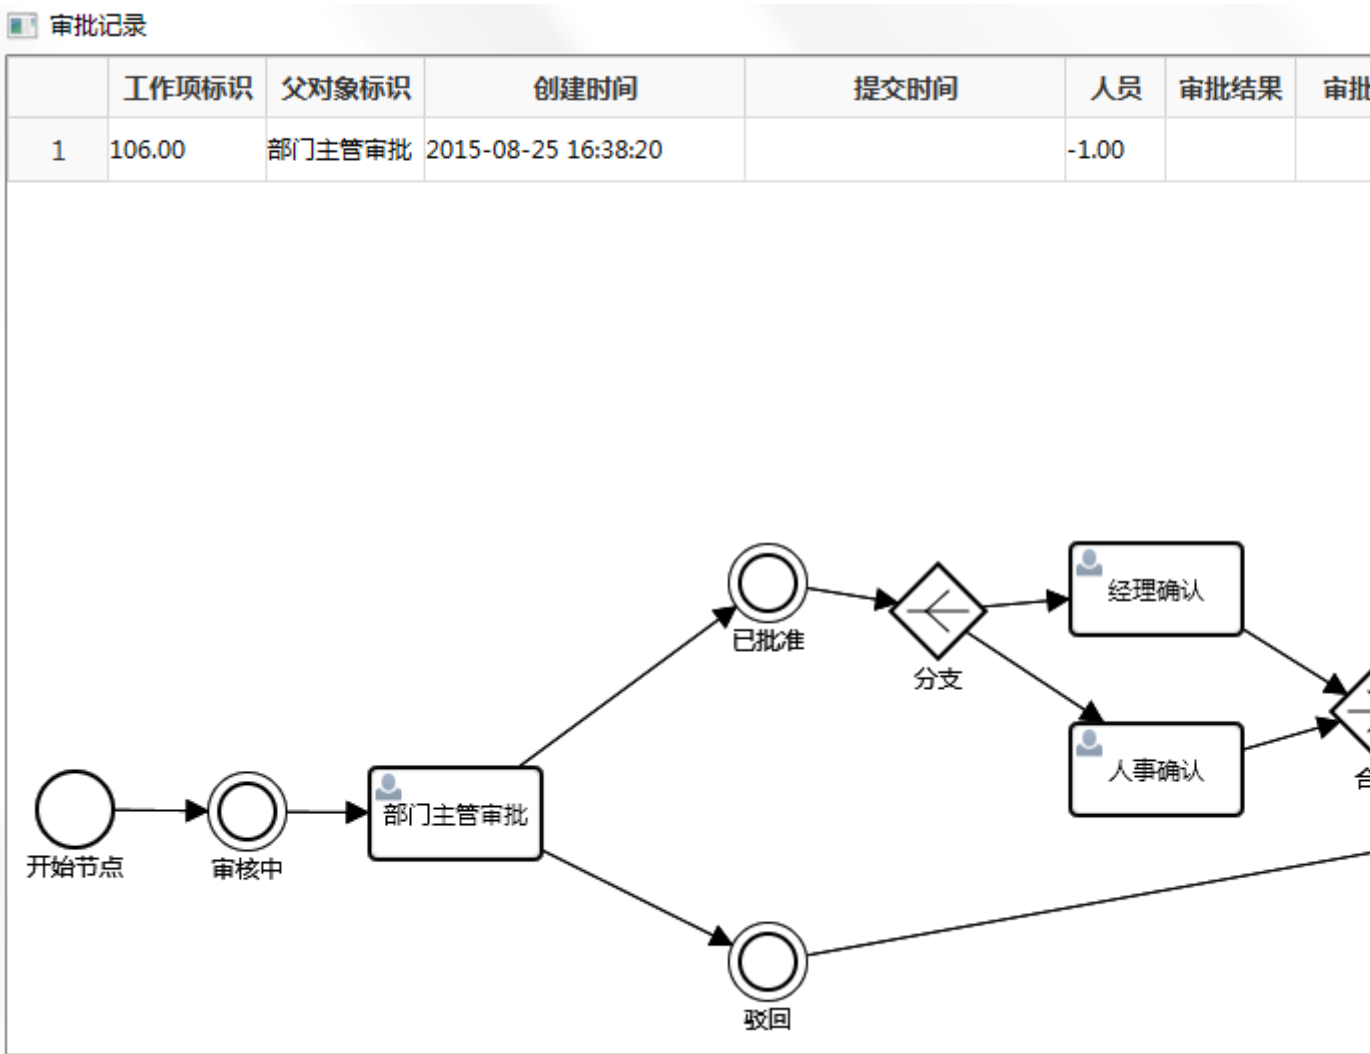 审批记录
工作项标识 父对象标识 创建时间 提交时间 人员 审批结果 审批
1 106.00 部门主管审批 2015-08-25 16:38:20 -1.00
经理确认
已批准
分支
人事确认
部门主管审批
开始节点
审核中
驳回